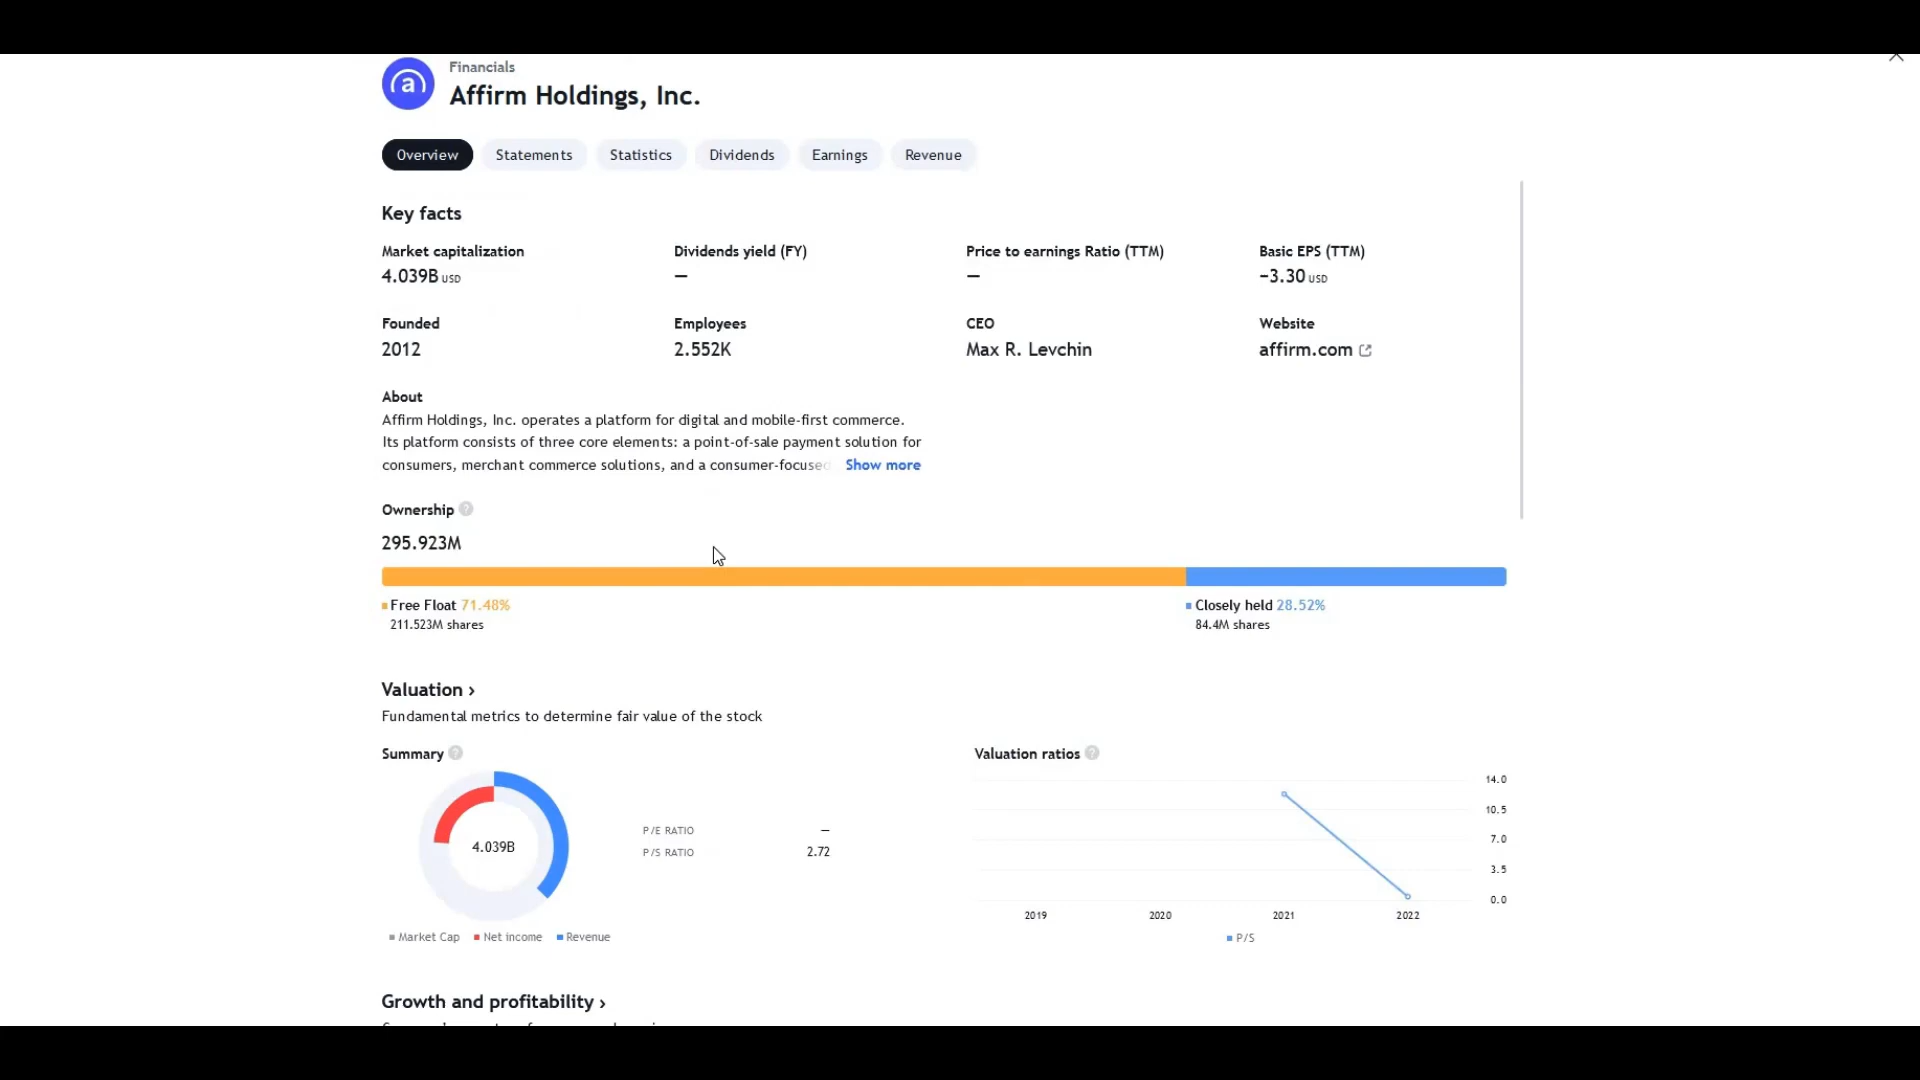 a
Financials
Affirm Holdings, Inc.
Overview Statements Statistics Dividends Earnings Revenue
Key facts
Market capitalization Dividends yield (FY) Price to earnings Ratio (TTM) Basic EPS (TTM)
4.039B USD — — −3.30 USD
Founded Employees CEO Website
2012 2.552K Max R. Levchin affirm.com
About
Affirm Holdings, Inc. operates a platform for digital and mobile-first commerce.
Its platform consists of three core elements: a point-of-sale payment solution for
consumers, merchant commerce solutions, and a consumer-focused Show more
Ownership ?
295.923M
Free Float 71.48% Closely held 28.52%
211.523M shares 84.4M shares
Valuation ›
Fundamental metrics to determine fair value of the stock
Summary ? Valuation ratios ?
4.039B
P/E RATIO —
P/S RATIO 2.72
Market Cap Net income Revenue
14.0
10.5
7.0
3.5
0.0
2019 2020 2021 2022
P/S
Growth and profitability ›